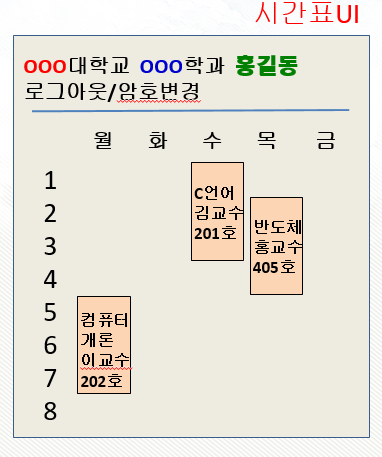 시간표UI
OOO대학교 OOO학과 홍길동
로그아웃/암호변경
월 화 수 목 금
1
2
3
4
5
6
7
8
C언어
김교수
201호
반도체
홍교수
405호
컴퓨터
개론
이교수
202호